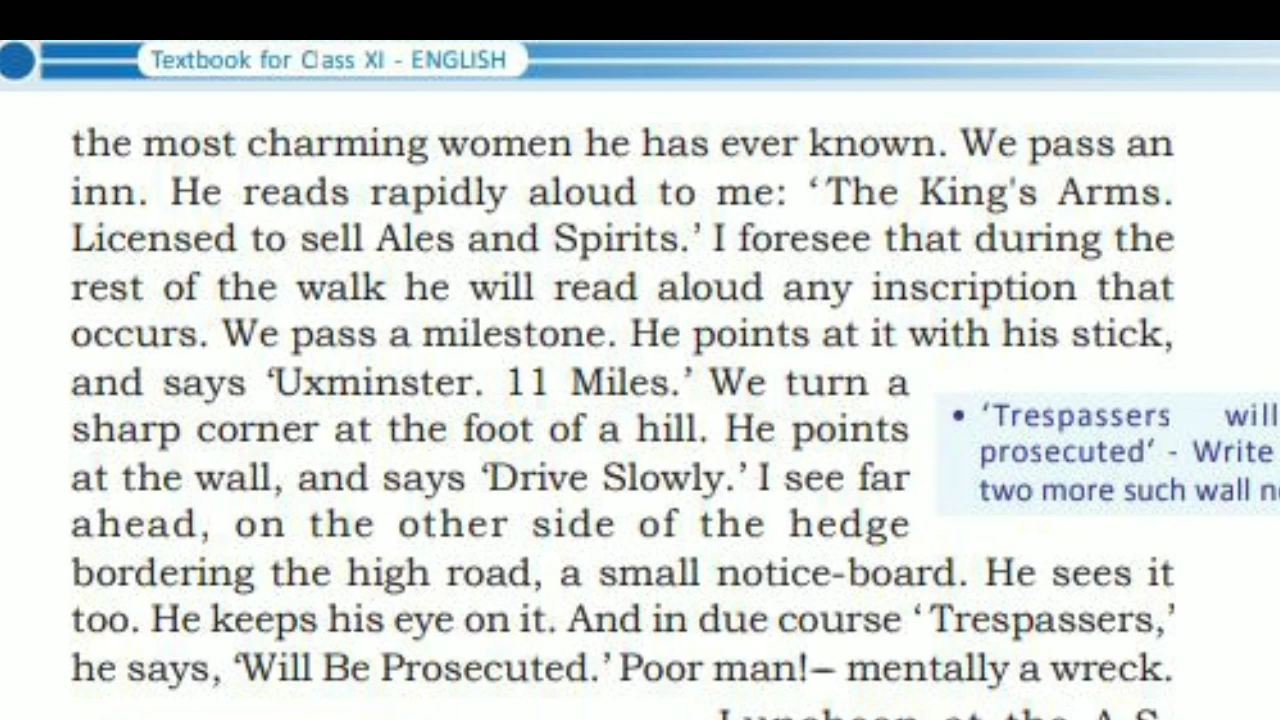 Textbook for Class XI - ENGLISH
the most charming women he has ever known. We pass an
inn. He reads rapidly aloud to me: ‘The King's Arms.
Licensed to sell Ales and Spirits.’ I foresee that during the
rest of the walk he will read aloud any inscription that
occurs. We pass a milestone. He points at it with his stick,
and says ‘Uxminster. 11 Miles.’ We turn a
sharp corner at the foot of a hill. He points
at the wall, and says ‘Drive Slowly.’ I see far
ahead, on the other side of the hedge
bordering the high road, a small notice-board. He sees it
too. He keeps his eye on it. And in due course ‘Trespassers,’
he says, ‘Will Be Prosecuted.’ Poor man!– mentally a wreck.
• ‘Trespassers will
prosecuted‘ - Write
two more such wall
Luncheon at the A.S.